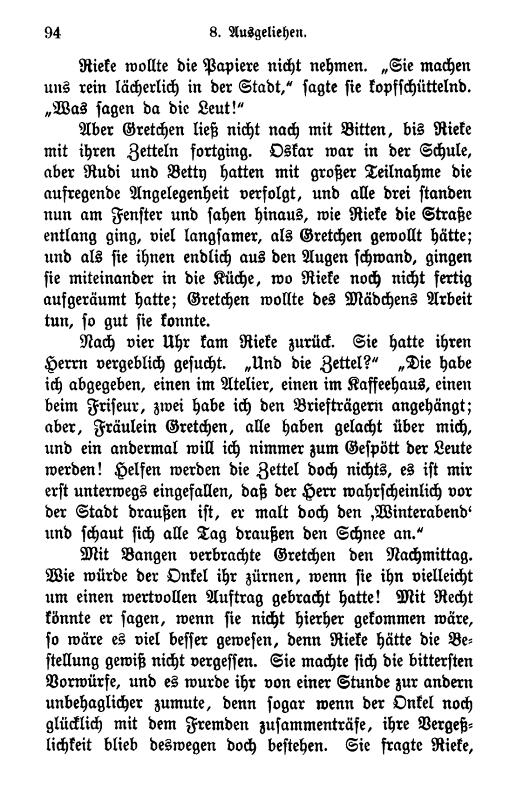 94 8. Ausgeliehen.
Rieke wollte die Papiere nicht nehmen. „Sie machen
uns rein lächerlich in der Stadt,“ sagte sie kopfschüttelnd.
„Was sagen da die Leut!“
Aber Gretchen ließ nicht nach mit Bitten, bis Rieke
mit ihren Zetteln fortging. Oskar war in der Schule,
aber Rudi und Betty hatten mit großer Teilnahme die
aufregende Angelegenheit verfolgt, und alle drei standen
nun am Fenster und sahen hinaus, wie Rieke die Straße
entlang ging, viel langsamer, als Gretchen gewollt hätte;
und als sie ihnen endlich aus den Augen schwand, gingen
sie miteinander in die Küche, wo Rieke noch nicht fertig
aufgeräumt hatte; Gretchen wollte des Mädchens Arbeit
tun, so gut sie konnte.
Nach vier Uhr kam Rieke zurück. Sie hatte ihren
Herrn vergeblich gesucht. „Und die Zettel?“ „Die habe
ich abgegeben, einen im Atelier, einen im Kaffeehaus, einen
beim Friseur, zwei habe ich den Briefträgern angehängt;
aber, Fräulein Gretchen, alle haben gelacht über mich,
und ein andermal will ich nimmer zum Gespött der Leute
werden! Helfen werden die Zettel doch nichts, es ist mir
erst unterwegs eingefallen, daß der Herr wahrscheinlich vor
der Stadt draußen ist, er malt doch den ‚Winterabend‘
und schaut sich alle Tag draußen den Schnee an.“
Mit Bangen verbrachte Gretchen den Nachmittag.
Wie würde der Onkel ihr zürnen, wenn sie ihn vielleicht
um einen wertvollen Auftrag gebracht hatte! Mit Recht
könnte er sagen, wenn sie nicht hierher gekommen wäre,
so wäre es viel besser gewesen, denn Rieke hätte die Be-
stellung gewiß nicht vergessen. Sie machte sich die bittersten
Vorwürfe, und es wurde ihr von einer Stunde zur andern
unbehaglicher zumute, denn sogar wenn der Onkel noch
glücklich mit dem Fremden zusammenträfe, ihre Vergeß-
lichkeit blieb deswegen doch bestehen. Sie fragte Rieke,